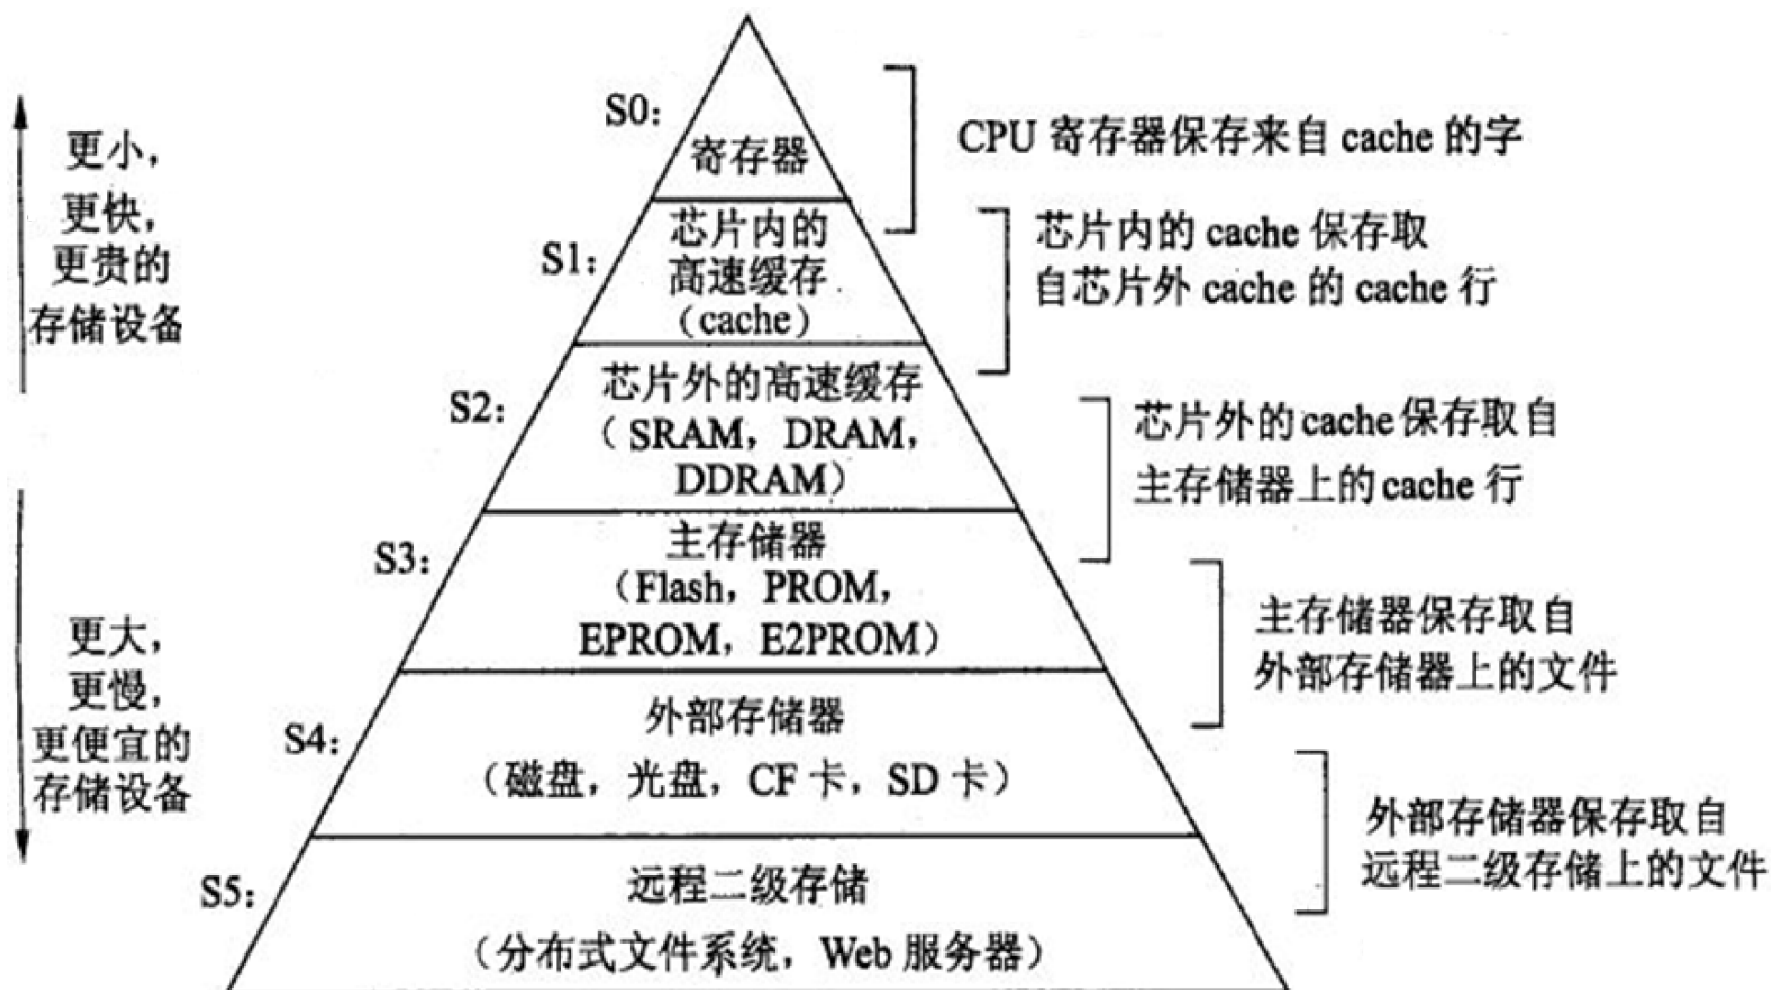 更小，
更快，
更贵的
存储设备
更大，
更慢，
更便宜的
存储设备
S0：
寄存器
S1：
芯片内的
高速缓存
（cache）
S2：
芯片外的高速缓存
（SRAM，DRAM，
DDRAM）
S3：
主存储器
（Flash，PROM，
EPROM，E2PROM）
S4：
外部存储器
（磁盘，光盘，CF 卡，SD 卡）
S5：
远程二级存储
（分布式文件系统，Web 服务器）
CPU 寄存器保存来自 cache 的字
芯片内的 cache 保存取
自芯片外 cache 的 cache 行
芯片外的cache保存取自
主存储器上的cache 行
主存储器保存取自
外部存储器上的文件
外部存储器保存取自
远程二级存储上的文件